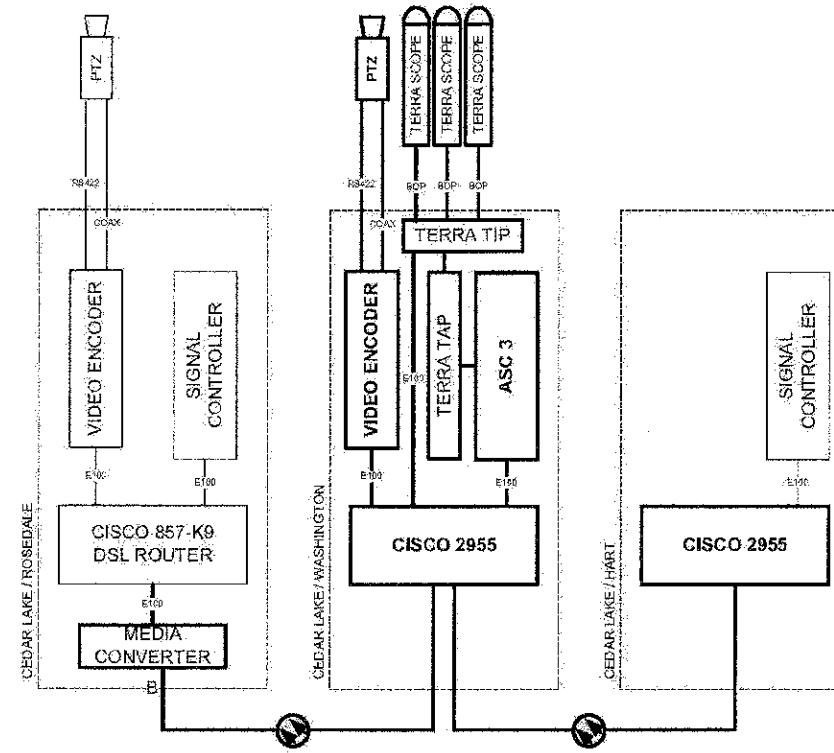 PTZ
RS422
COAX
VIDEO ENCODER
SIGNAL
CONTROLLER
E100
E100
CISCO 857-K9
DSL ROUTER
E100
MEDIA
CONVERTER
CEDAR LAKE / ROSEDALE
PTZ
TERRA SCOPE
TERRA SCOPE
TERRA SCOPE
RS422
COAX
BOP
BOP
BOP
TERRA TIP
VIDEO ENCODER
E100
TERRA TAP
ASC 3
E100
E100
CISCO 2955
CEDAR LAKE / WASHINGTON
SIGNAL
CONTROLLER
E100
CISCO 2955
CEDAR LAKE / HART